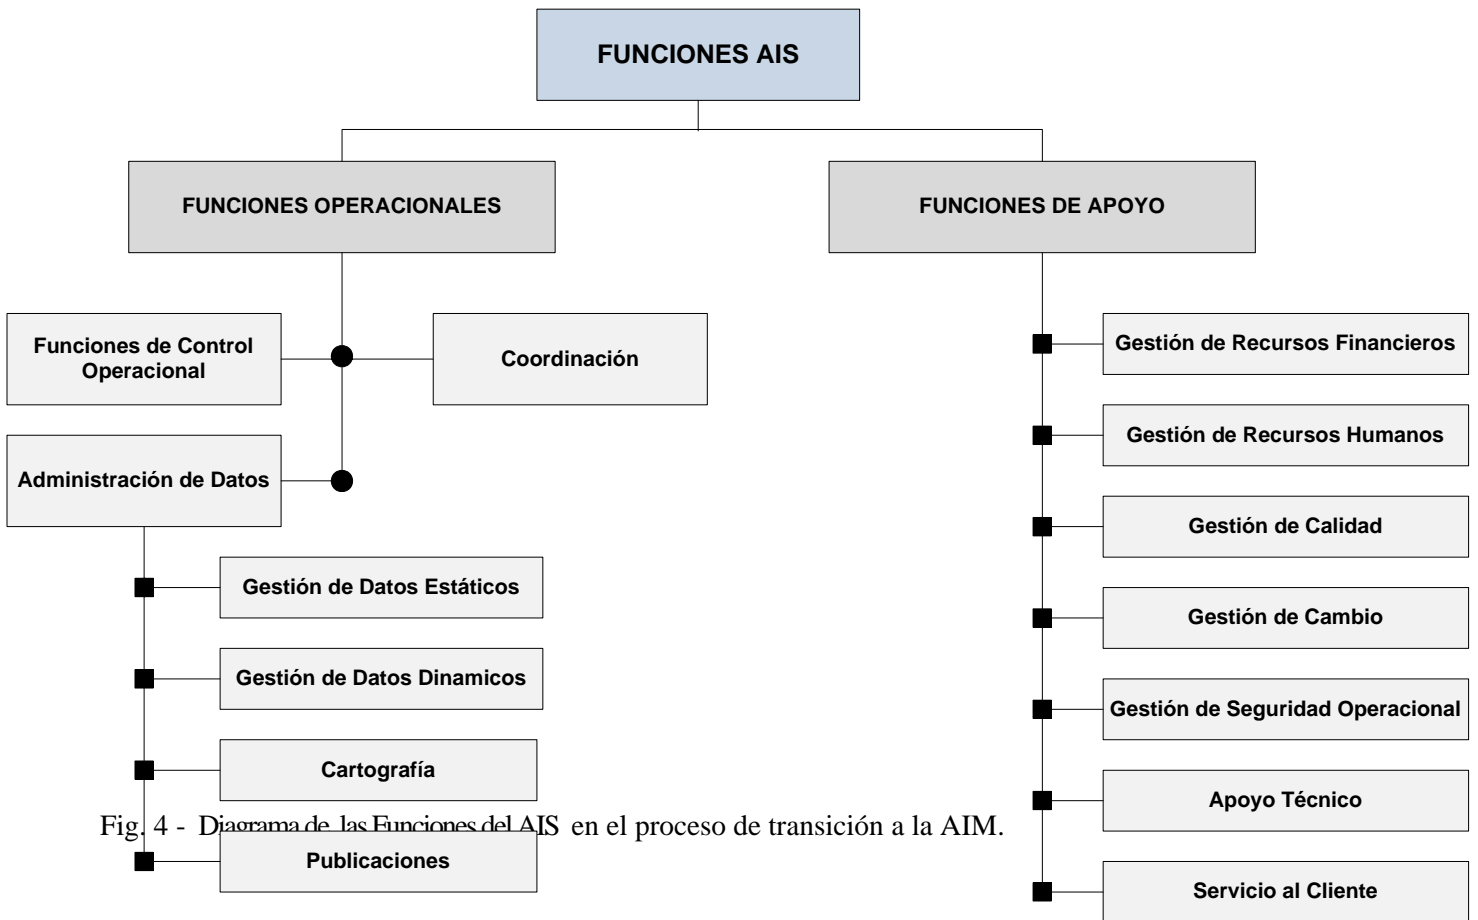 FUNCIONES AIS
FUNCIONES OPERACIONALES
FUNCIONES DE APOYO
Funciones de Control
Operacional
Coordinación
Administración de Datos
Gestión de Datos Estáticos
Gestión de Datos Dinamicos
Cartografía
Publicaciones
Gestión de Recursos Financieros
Gestión de Recursos Humanos
Gestión de Calidad
Gestión de Cambio
Gestión de Seguridad Operacional
Apoyo Técnico
Servicio al Cliente
Fig. 4 - Diagrama de las Funciones del AIS en el proceso de transición a la AIM.